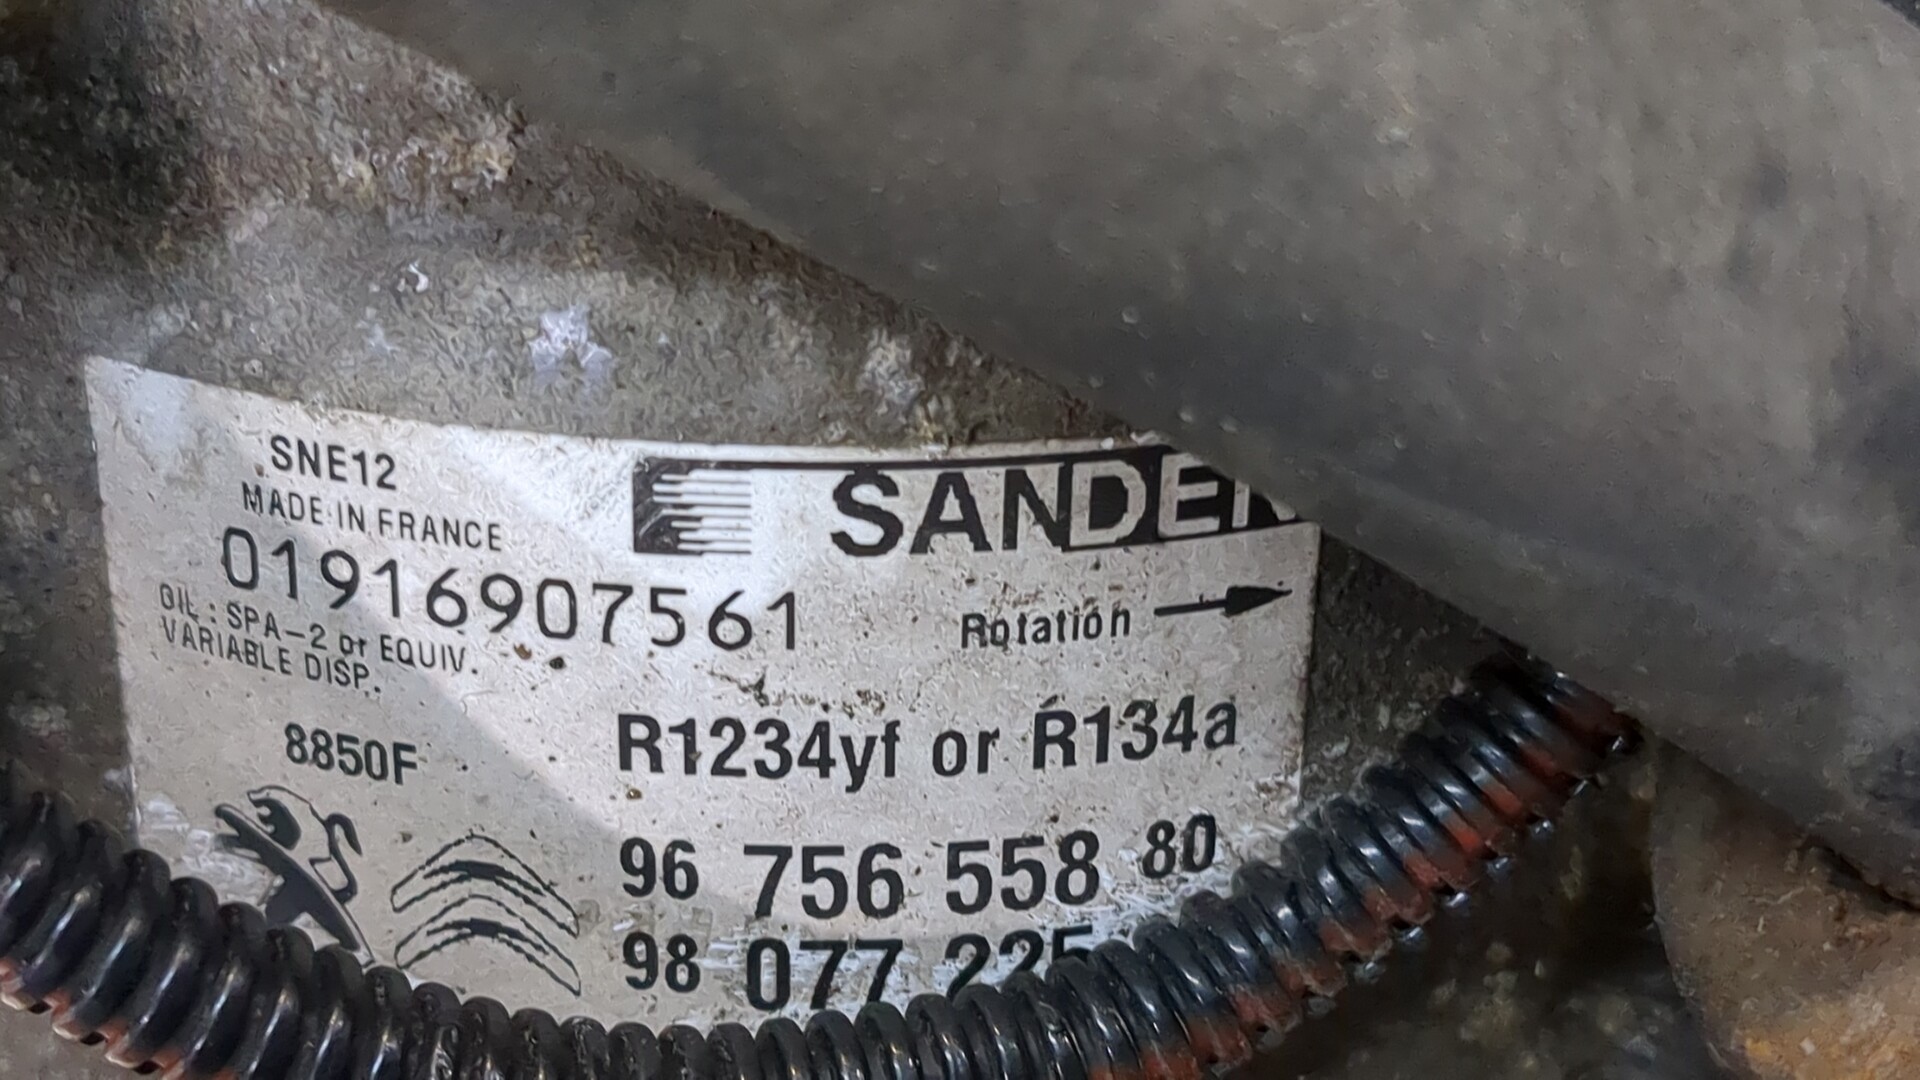 SNE12
MADE IN FRANCE
01916907561
OIL : SPA-2 or EQUIV.
VARIABLE DISP.
8850F
Rotation
R1234yf or R134a
96 756 558 80
98 077 225